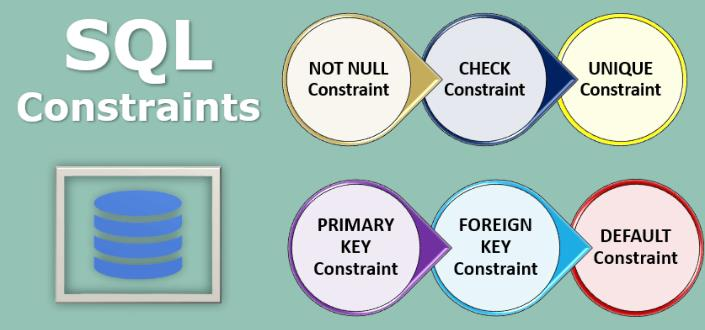 SQL
Constraints
NOT NULL
Constraint
CHECK
Constraint
UNIQUE
Constraint
PRIMARY
KEY
Constraint
FOREIGN
KEY
Constraint
DEFAULT
Constraint